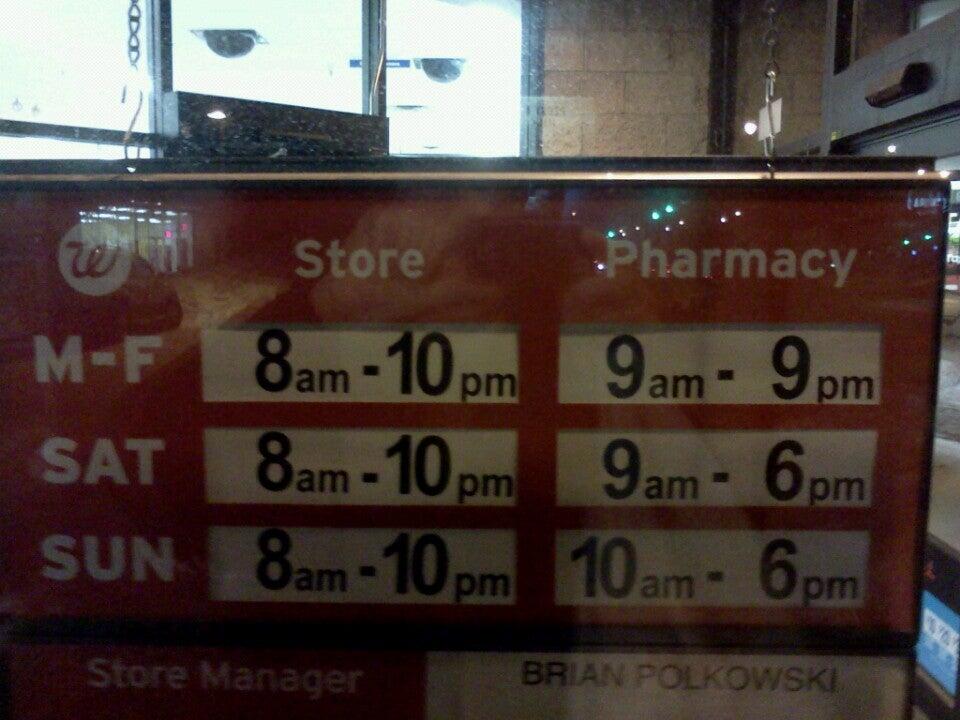 W Store Pharmacy
M-F 8am - 10pm 9am - 9pm
SAT 8am - 10pm 9am - 6pm
SUN 8am - 10pm 10am - 6pm
Store Manager BRIAN POLKOWSKI